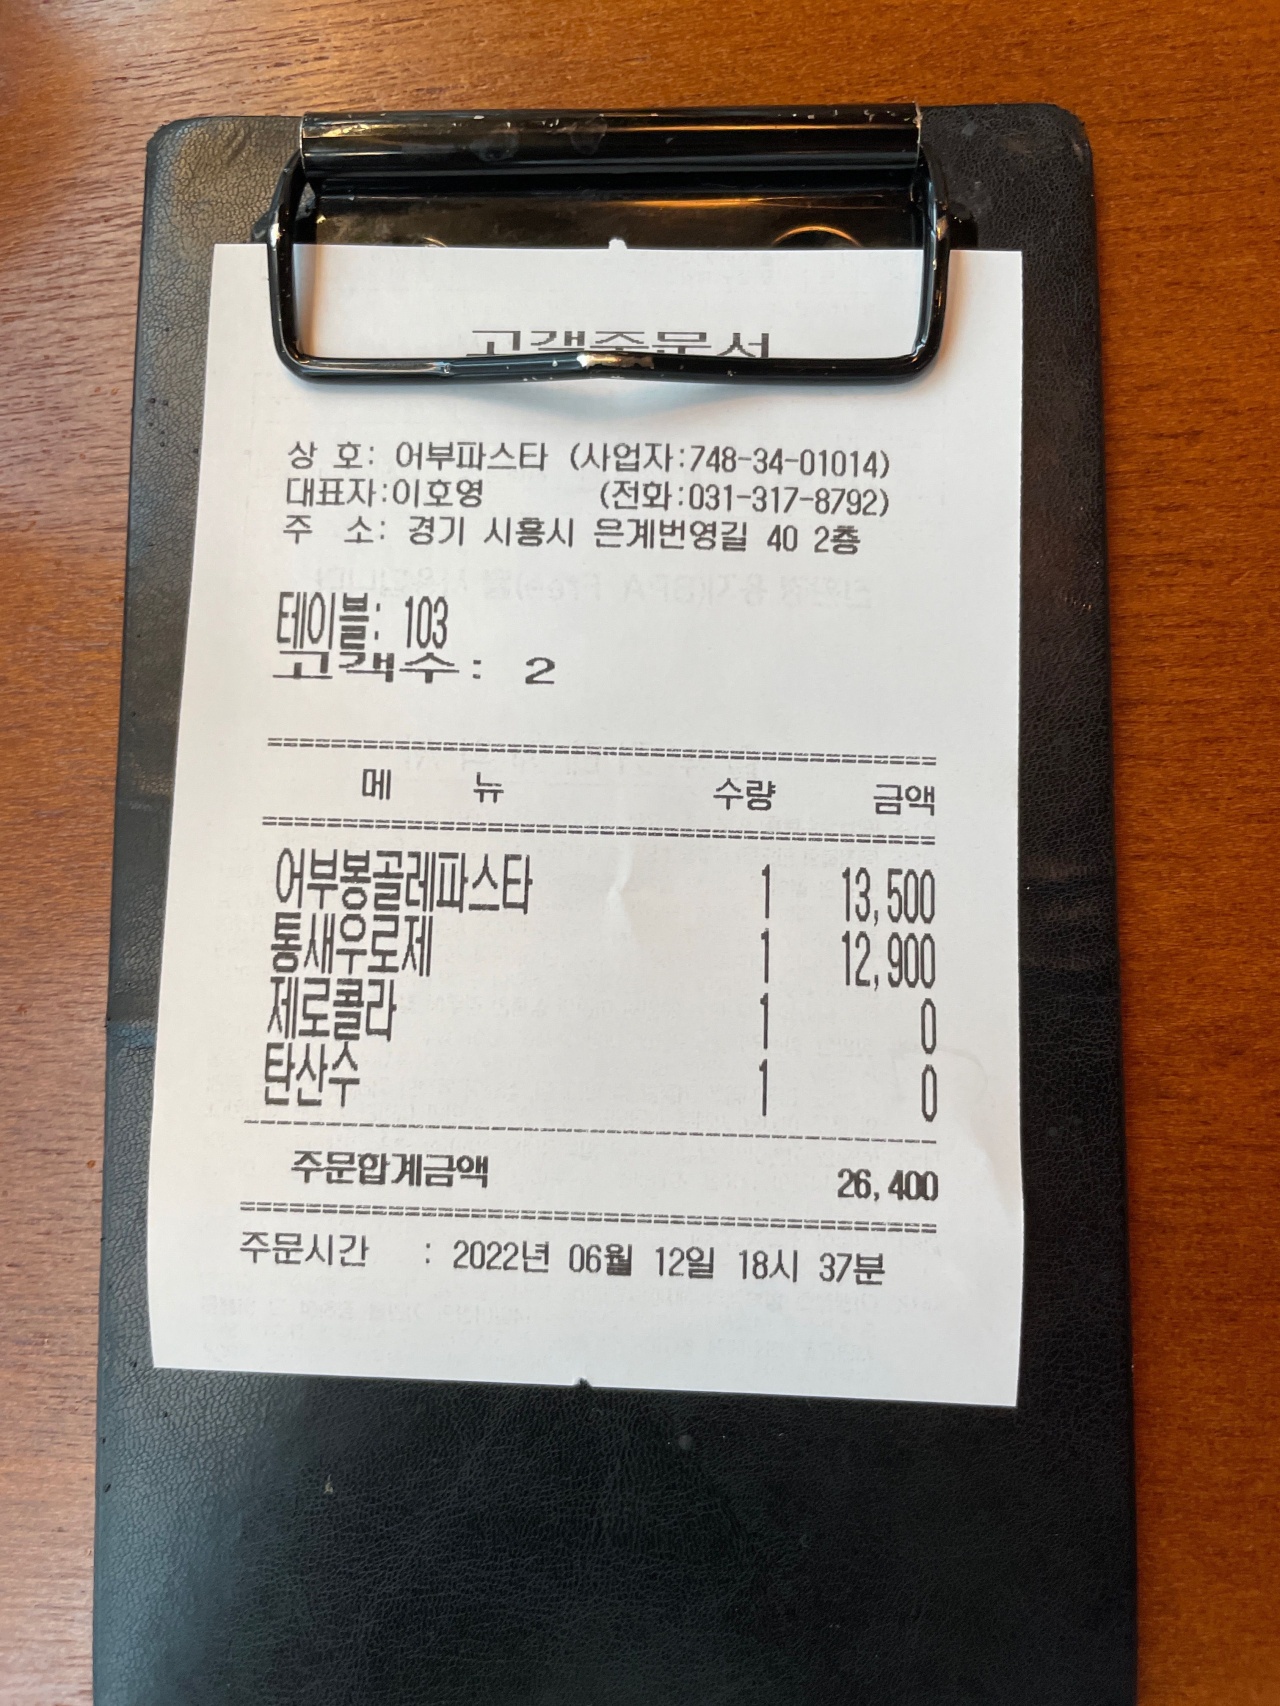 고객주문서
상 호: 어부파스타 (사업자:748-34-01014)
대표자:이호영 (전화:031-317-8792)
주 소: 경기 시흥시 은계번영길 40 2층
테이블: 103
고객수: 2
메 뉴 수량 금액
어부봉골레파스타 1 13,500
통새우로제 1 12,900
제로콜라 1 0
탄산수 1 0
주문합계금액 26,400
주문시간 : 2022년 06월 12일 18시 37분